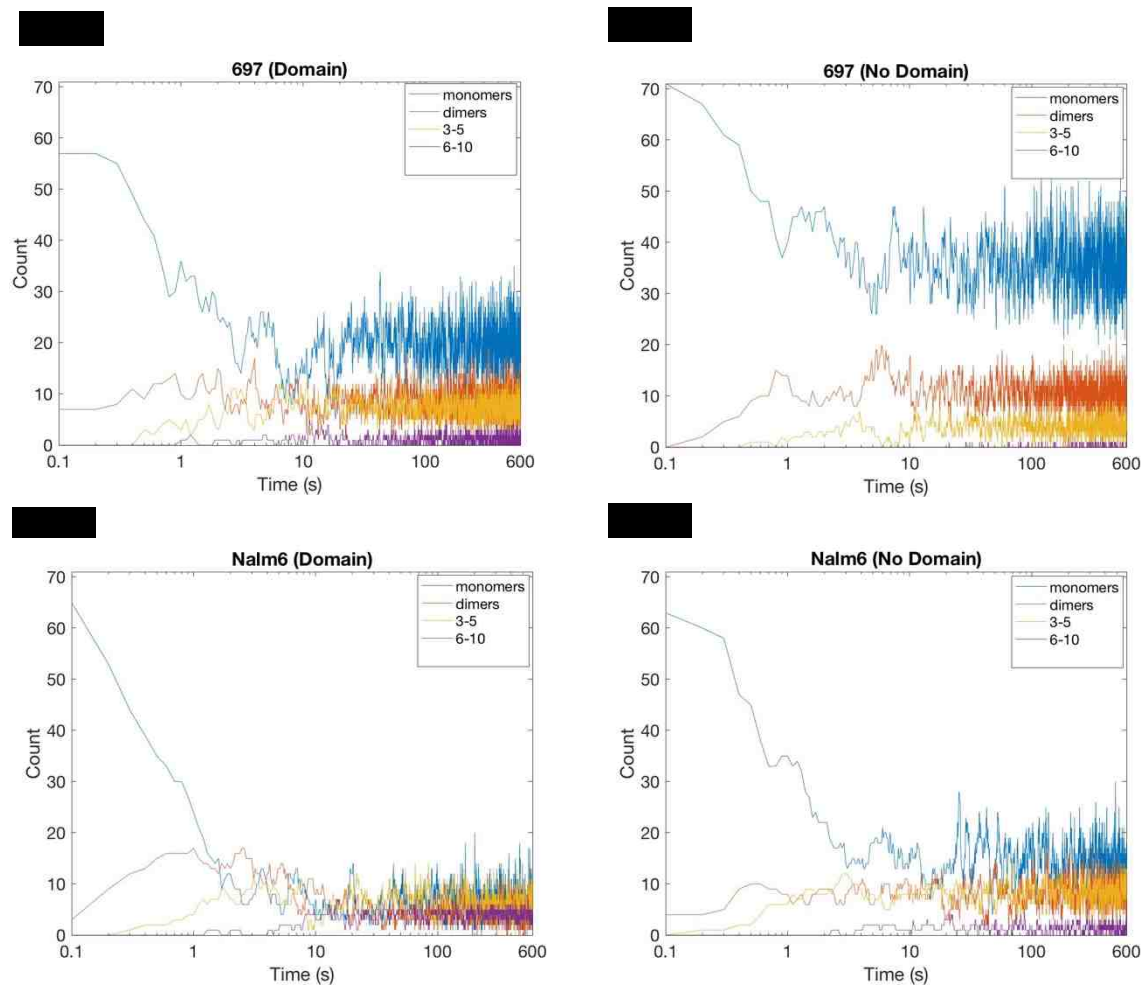 697 (Domain)
70
60
50
40
30
20
10
0
Count
monomers
dimers
3-5
6-10
0.1 1 10 100 600
Time (s)
697 (No Domain)
70
60
50
40
30
20
10
0
Count
monomers
dimers
3-5
6-10
0.1 1 10 100 600
Time (s)
Nalm6 (Domain)
70
60
50
40
30
20
10
0
Count
monomers
dimers
3-5
6-10
0.1 1 10 100 600
Time (s)
Nalm6 (No Domain)
70
60
50
40
30
20
10
0
Count
monomers
dimers
3-5
6-10
0.1 1 10 100 600
Time (s)